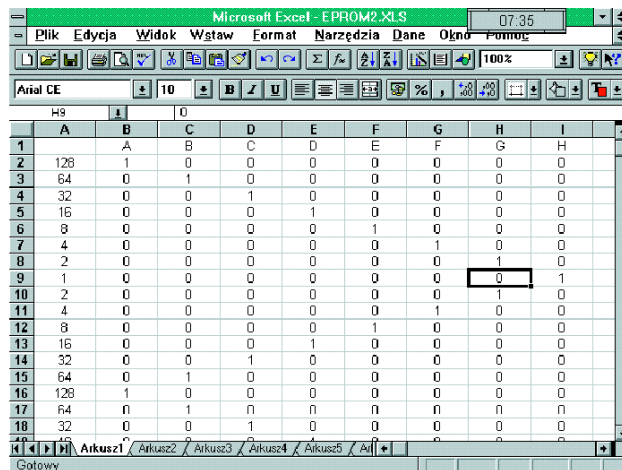 Microsoft Excel - EPROM2.XLS
07:35
Plik Edycja Widok Wstaw Format Narzędzia Dane Okno Pomoc
100%
Arial CE 10 B I U % ,
H9 0
A B C D E F G H I
1 A B C D E F G H
2 128 1 0 0 0 0 0 0 0
3 64 0 1 0 0 0 0 0 0
4 32 0 0 1 0 0 0 0 0
5 16 0 0 0 1 0 0 0 0
6 8 0 0 0 0 1 0 0 0
7 4 0 0 0 0 0 1 0 0
8 2 0 0 0 0 0 0 1 0
9 1 0 0 0 0 0 0 0 1
10 2 0 0 0 0 0 0 1 0
11 4 0 0 0 0 0 1 0 0
12 8 0 0 0 0 1 0 0 0
13 16 0 0 0 1 0 0 0 0
14 32 0 0 1 0 0 0 0 0
15 64 0 1 0 0 0 0 0 0
16 128 1 0 0 0 0 0 0 0
17 64 0 1 0 0 0 0 0 0
18 32 0 0 1 0 0 0 0 0
Arkusz1 Arkusz2 Arkusz3 Arkusz4 Arkusz5
Gotowy